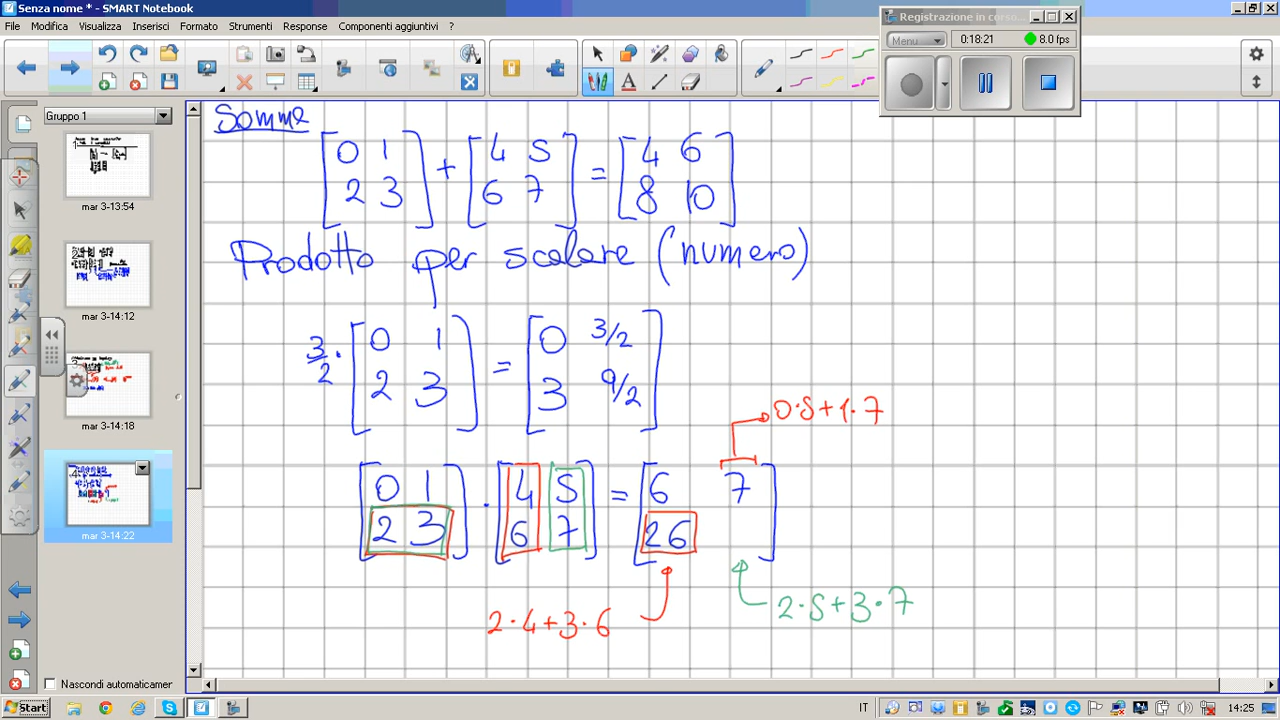 Senza nome * - SMART Notebook
File Modifica Visualizza Inserisci Formato Strumenti Response Componenti aggiuntivi ?
Registrazione in corso...
Menu 0:18:21 8.0 fps
Gruppo 1
mar 3-13:54
mar 3-14:12
mar 3-14:18
mar 3-14:22
Nascondi automaticamer
Somme
[0 1] + [4 5] = [4 6]
[2 3] [6 7] [8 10]
Prodotto per scalare (numero)
3/2 · [0 1] = [0 3/2]
[2 3] [3 9/2]
0·5+1·7
[0 1] · [4 5] = [6 7]
[2 3] [6 7] [26 ]
2·4+3·6
2·5+3·7
Start
IT
14:25